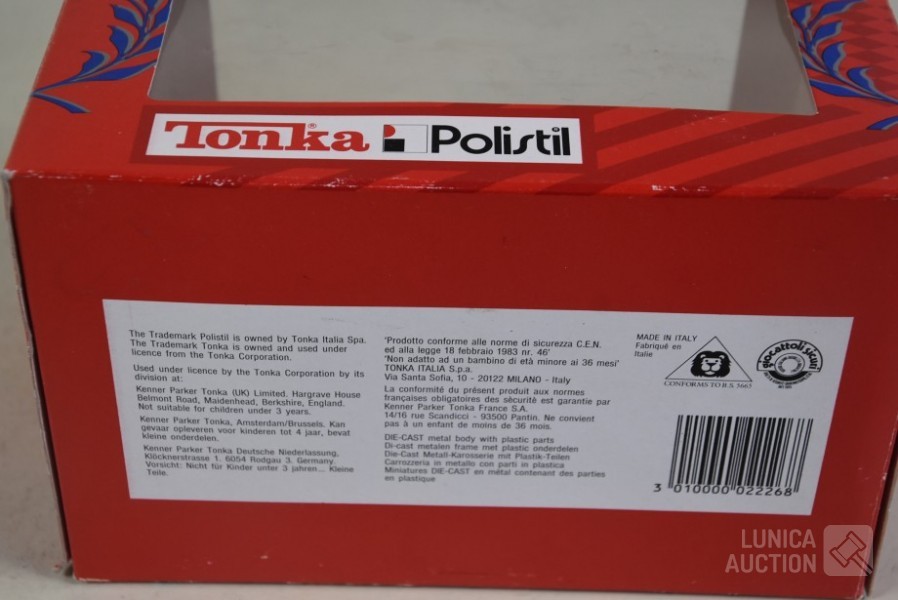 Tonka® Polistil
The Trademark Polistil is owned by Tonka Italia Spa.
The Trademark Tonka is owned and used under
licence from the Tonka Corporation.
Used under licence by the Tonka Corporation by its
division at:
Kenner Parker Tonka (UK) Limited. Hargrave House
Belmont Road, Maidenhead, Berkshire, England.
Not suitable for children under 3 years.
Kenner Parker Tonka, Amsterdam/Brussels. Kan
gevaar opleveren voor kinderen tot 4 jaar, bevat
kleine onderdelen.
Kenner Parker Tonka Deutsche Niederlassung,
Klöcknerstrasse 1, 6054 Rodgau 3. Germany.
Vorsicht: Nicht für Kinder unter 3 jahren... Kleine
Teile.
'Prodotto conforme alle norme di sicurezza C.E.N.
ed alla legge 18 febbraio 1983 nr. 46'
'Non adatto ad un bambino di età minore ai 36 mesi'
TONKA ITALIA S.p.a.
Via Santa Sofia, 10 - 20122 MILANO - Italy
La conformité du présent produit aux normes
françaises obligatoires des sécurité est garantie par
Kenner Parker Tonka France S.A.
14/16 rue Scandicci - 93500 Pantin. Ne convient
pas à un enfant de moins de 36 mois.
DIE-CAST metal body with plastic parts
Di-cast metalen frame met plastic onderdelen
Die-Cast Metall-Karosserie mit Plastik-Teilen
Carrozzeria in metallo con parti in plastica
Miniatures DIE-CAST en métal contenant des parties
en plastique
MADE IN ITALY
Fabriqué en
Italie
CONFORMS TO B.S. 5665
giocattoli sicuri
3 010000 022268
LUNICA
AUCTION